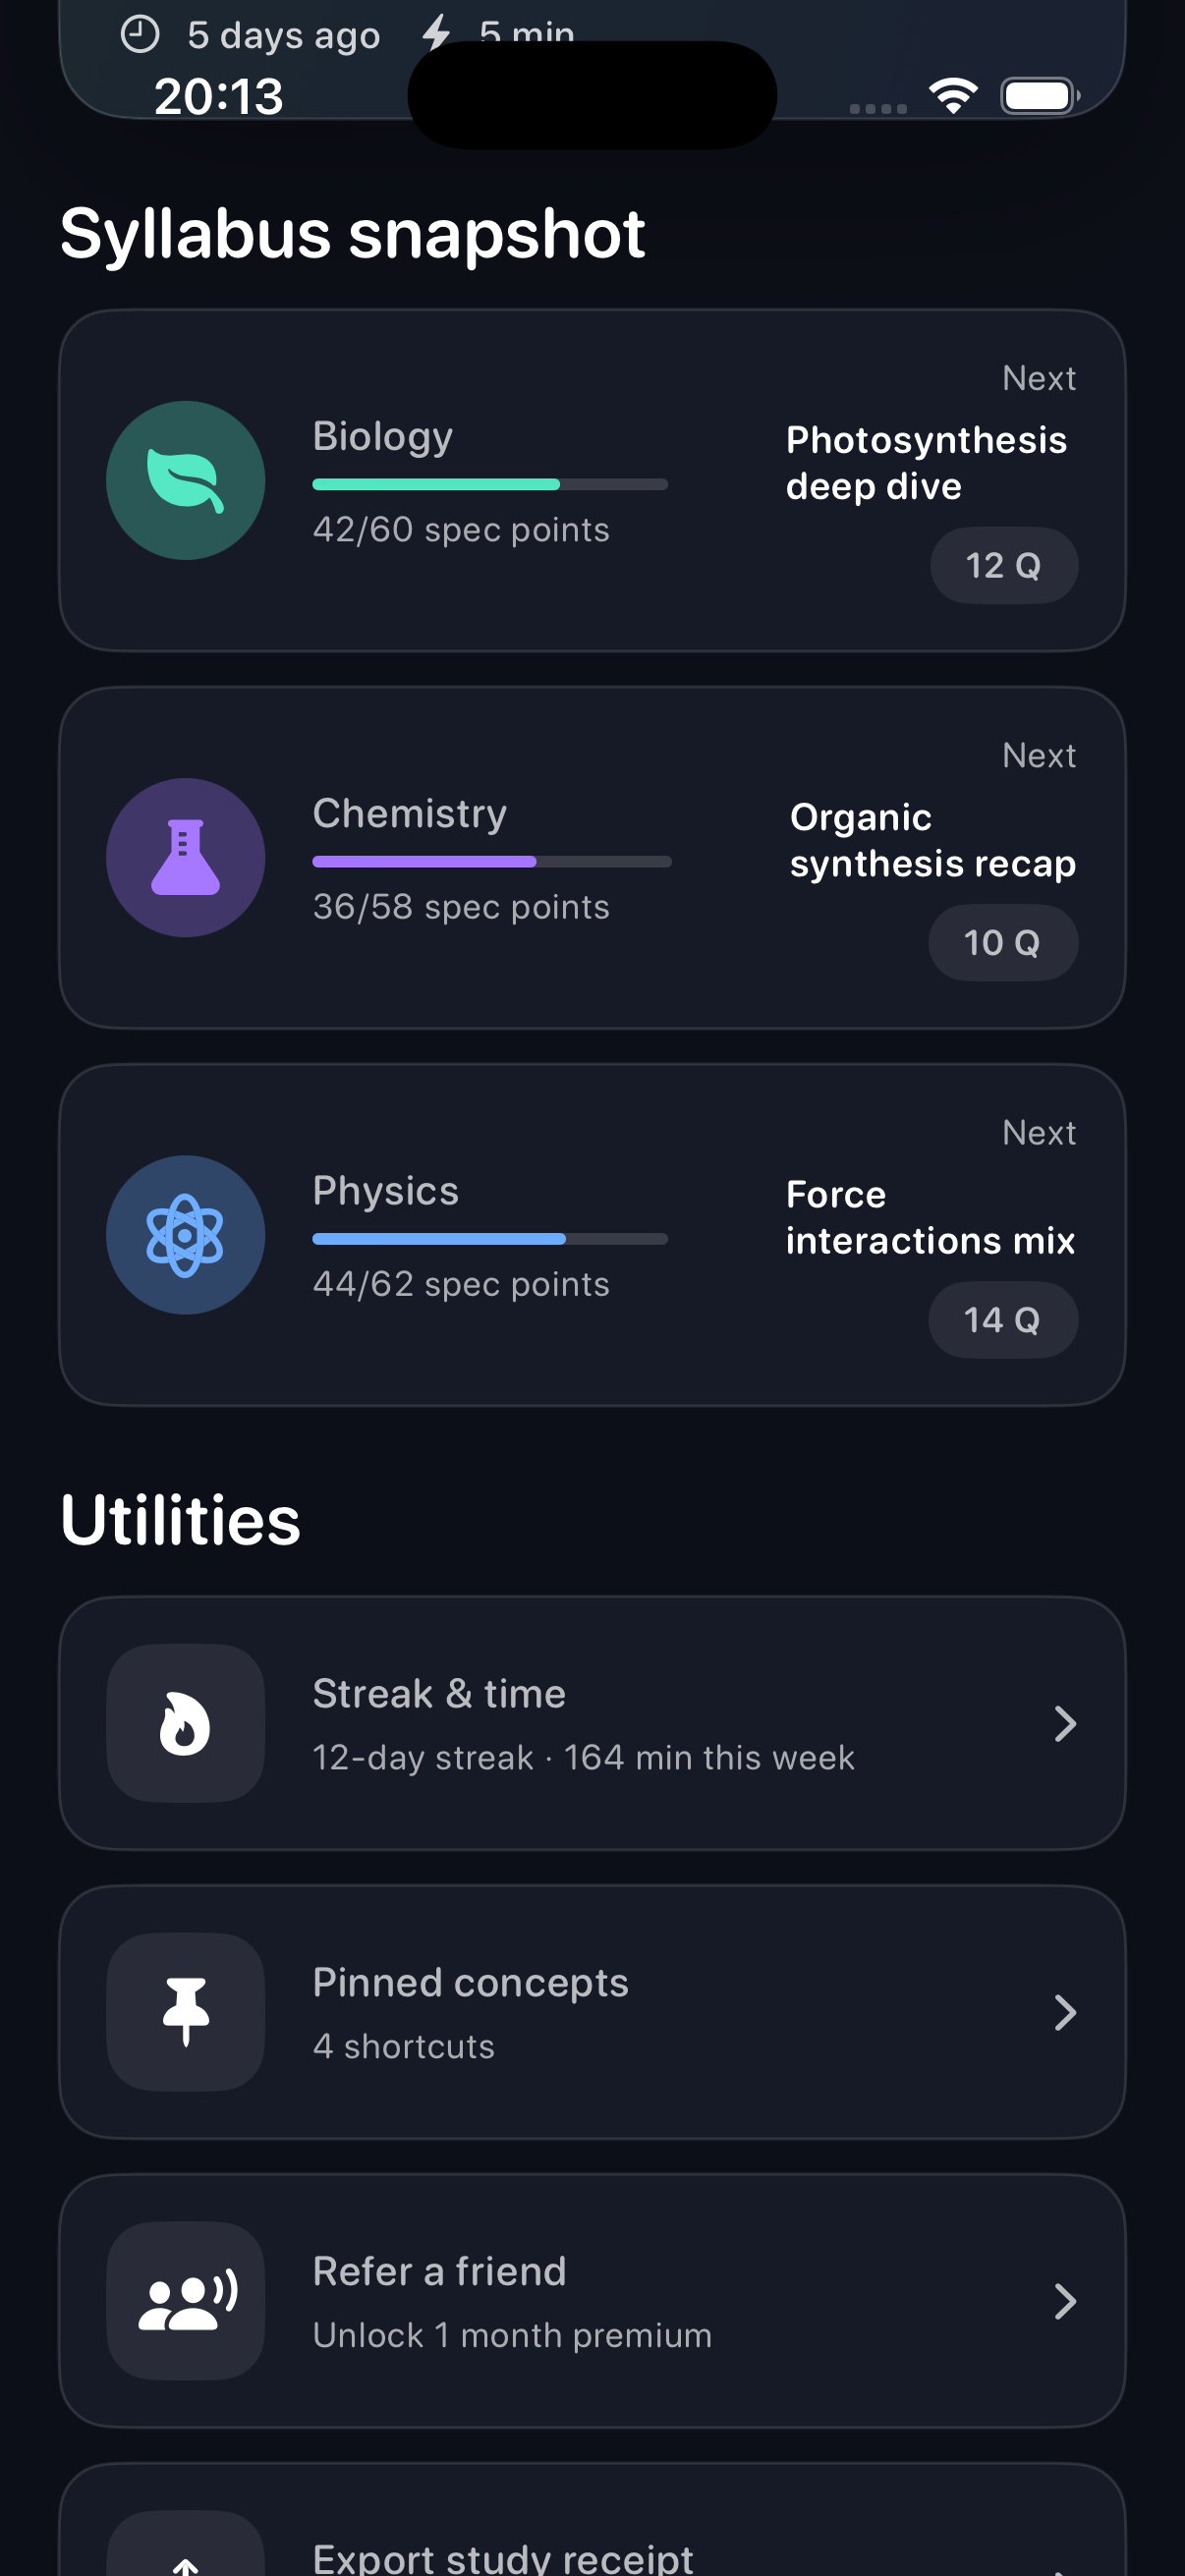 5 days ago 5 min
20:13
Syllabus snapshot
Next
Biology
Photosynthesis
deep dive
42/60 spec points
12 Q
Next
Chemistry
Organic
synthesis recap
36/58 spec points
10 Q
Next
Physics
Force
interactions mix
44/62 spec points
14 Q
Utilities
Streak & time
12-day streak · 164 min this week
Pinned concepts
4 shortcuts
Refer a friend
Unlock 1 month premium
Export study receipt